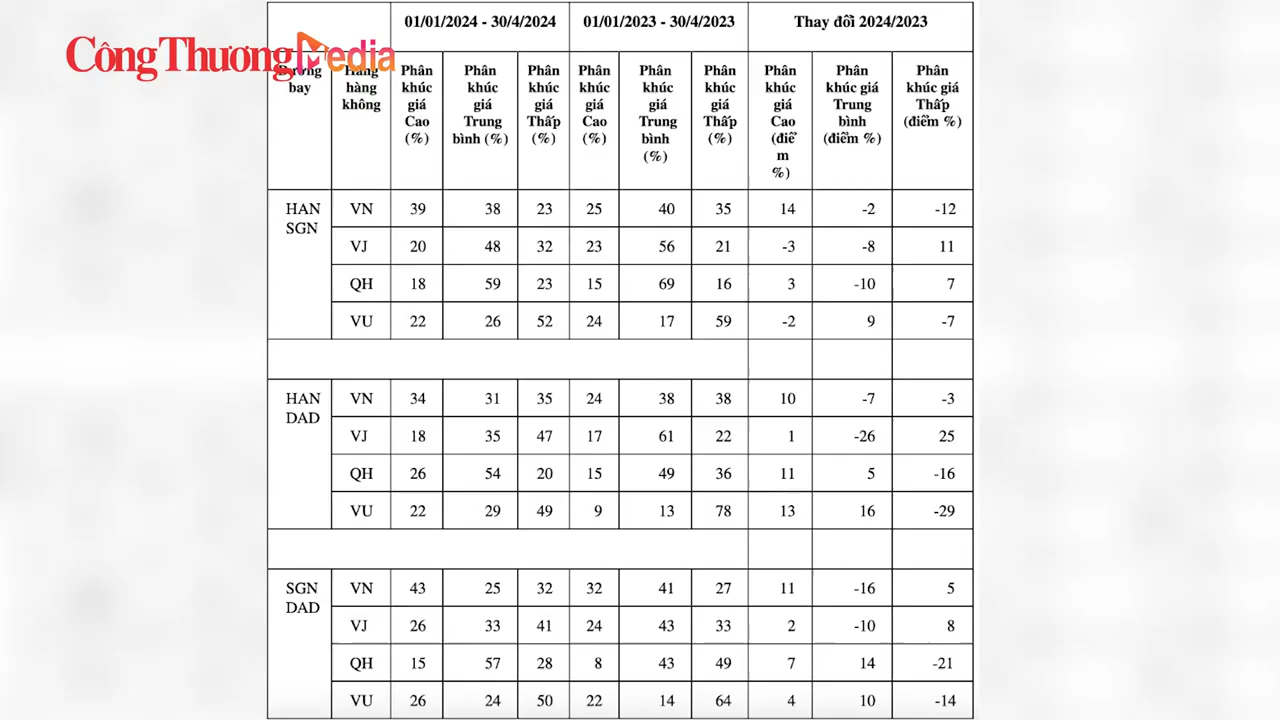 01/01/2024 - 30/4/2024 01/01/2023 - 30/4/2023 Thay đổi 2024/2023
Công Thương Media
Đường bay Hãng hàng không Phân khúc giá Cao (%) Phân khúc giá Trung bình (%) Phân khúc giá Thấp (%) Phân khúc giá Cao (%) Phân khúc giá Trung bình (%) Phân khúc giá Thấp (%) Phân khúc giá Cao (điểm %) Phân khúc giá Trung bình (điểm %) Phân khúc giá Thấp (điểm %)
HAN SGN VN 39 38 23 25 40 35 14 -2 -12
VJ 20 48 32 23 56 21 -3 -8 11
QH 18 59 23 15 69 16 3 -10 7
VU 22 26 52 24 17 59 -2 9 -7
HAN DAD VN 34 31 35 24 38 38 10 -7 -3
VJ 18 35 47 17 61 22 1 -26 25
QH 26 54 20 15 49 36 11 5 -16
VU 22 29 49 9 13 78 13 16 -29
SGN DAD VN 43 25 32 32 41 27 11 -16 5
VJ 26 33 41 24 43 33 2 -10 8
QH 15 57 28 8 43 49 7 14 -21
VU 26 24 50 22 14 64 4 10 -14